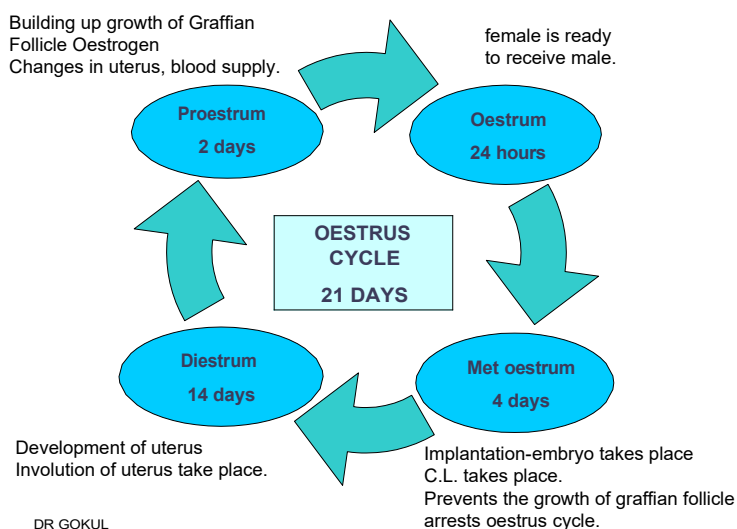 Building up growth of Graffian
Follicle Oestrogen
Changes in uterus, blood supply.
female is ready
to receive male.
Proestrum
2 days
Oestrum
24 hours
OESTRUS
CYCLE
21 DAYS
Diestrum
14 days
Met oestrum
4 days
Development of uterus
Involution of uterus take place.
Implantation-embryo takes place
C.L. takes place.
Prevents the growth of graffian follicle
arrests oestrus cycle.
DR GOKUL